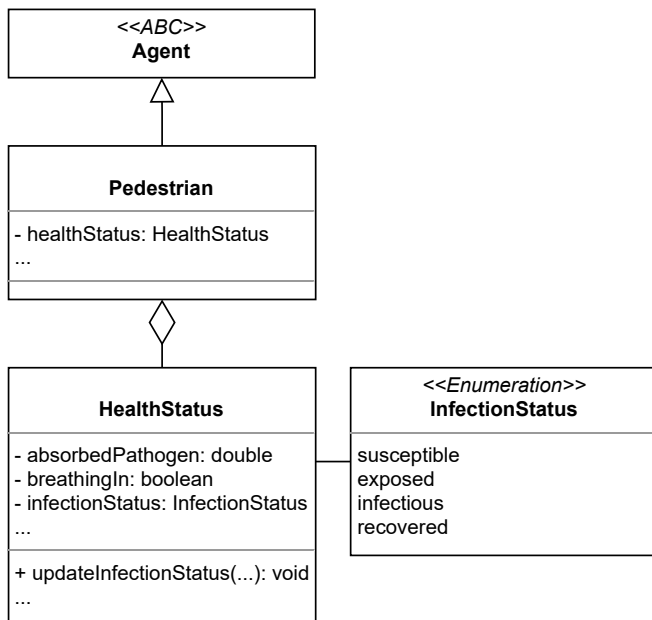 <<ABC>>
Agent
Pedestrian
- healthStatus: HealthStatus
...
HealthStatus
- absorbedPathogen: double
- breathingIn: boolean
- infectionStatus: InfectionStatus
...
+ updateInfectionStatus(...): void
...
<<Enumeration>>
InfectionStatus
susceptible
exposed
infectious
recovered